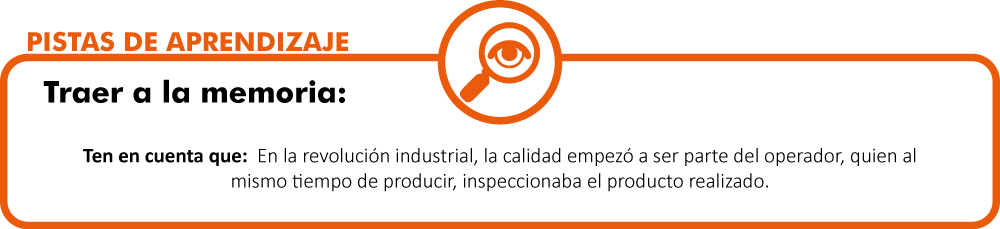 PISTAS DE APRENDIZAJE
Traer a la memoria:
Ten en cuenta que: En la revolución industrial, la calidad empezó a ser parte del operador, quien al
mismo tiempo de producir, inspeccionaba el producto realizado.